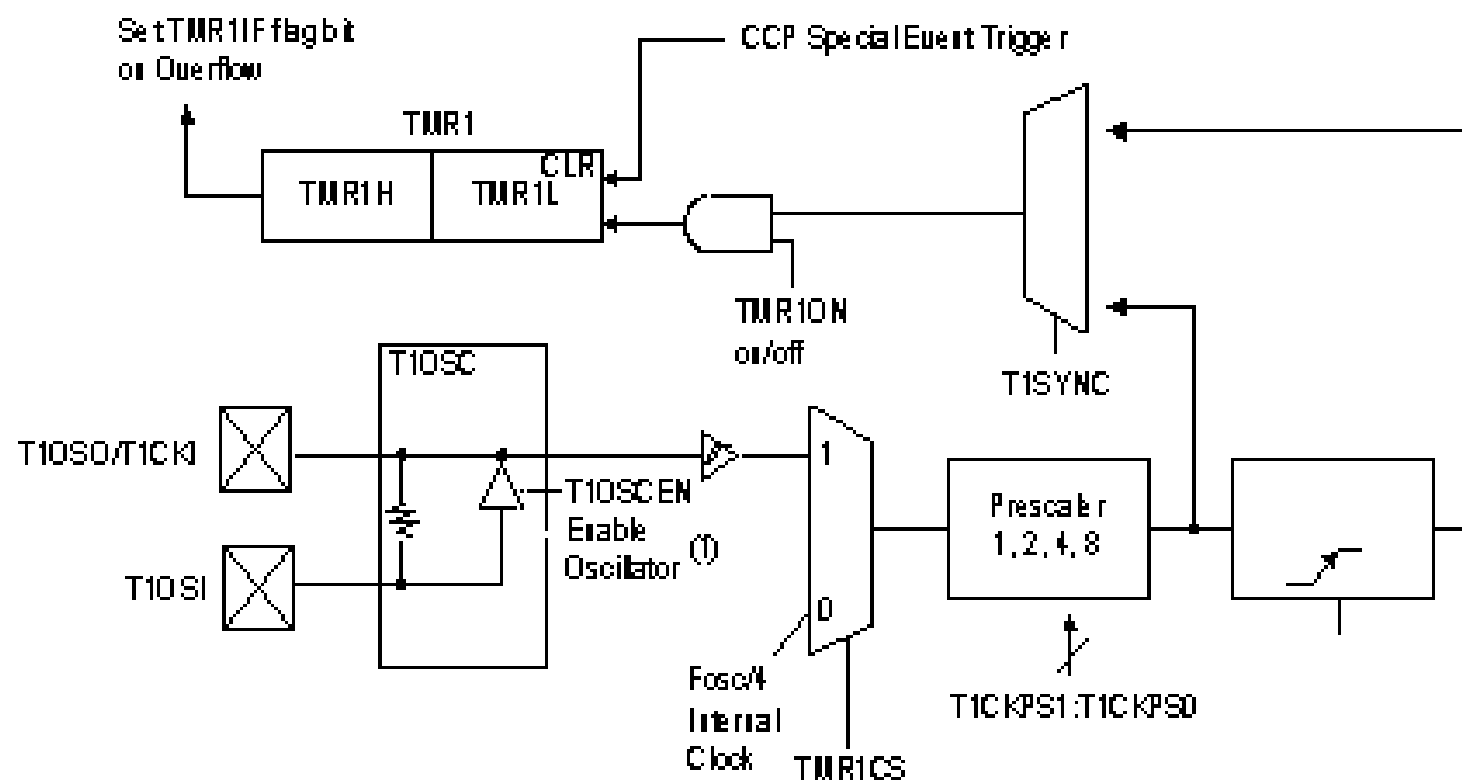 Set TMR1IF flag bit
on Overflow
CCP Special Event Trigger
TMR1
CLR
TMR1H
TMR1L
TMR1ON
on/off
T1SYNC
T1OSC
T1OSO/T1CKI
1
T1OSCEN
Enable
Oscillator (1)
Prescaler
1, 2, 4, 8
T1OSI
0
Fosc/4
Internal
Clock
T1CKPS1:T1CKPS0
TMR1CS